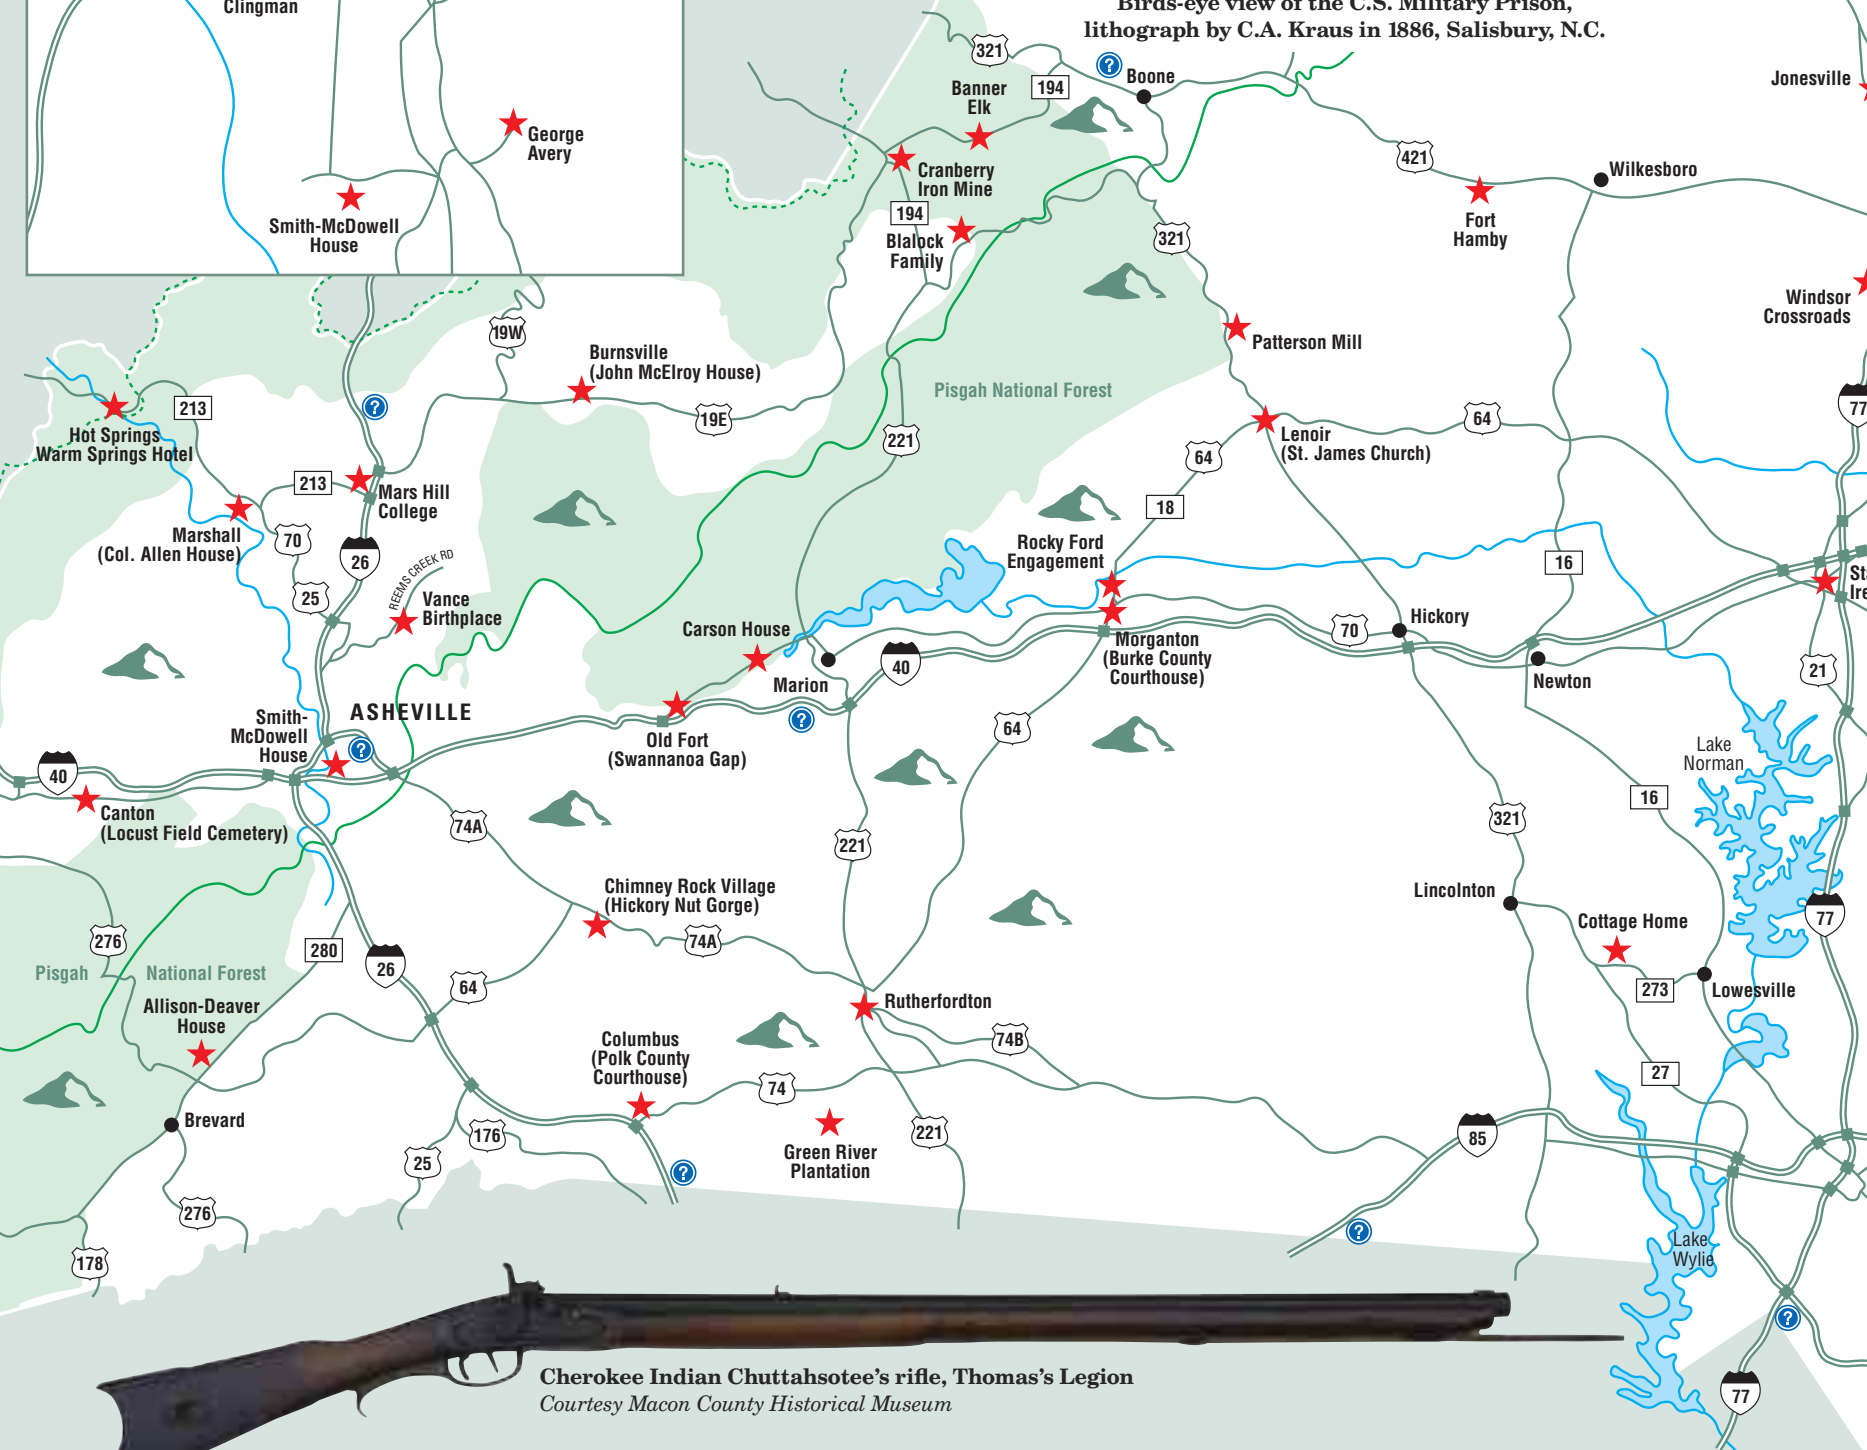 Clingman
George
Avery
Smith-McDowell
House
Birds-eye view of the C.S. Military Prison,
lithograph by C.A. Kraus in 1886, Salisbury, N.C.
321
Boone
194
Banner
Elk
Jonesville
421
Wilkesboro
Cranberry
Iron Mine
194
Fort
Hamby
Blalock
Family
321
Windsor
Crossroads
19W
Patterson Mill
Burnsville
(John McElroy House)
Pisgah National Forest
213
19E
77
Hot Springs
Warm Springs Hotel
221
64
Lenoir
(St. James Church)
64
213
Mars Hill
College
18
Marshall
(Col. Allen House)
70
26
Rocky Ford
Engagement
16
REEMS CREEK RD
25
Vance
Birthplace
Carson House
70
Hickory
Morganton
(Burke County
Courthouse)
40
Marion
Newton
21
ASHEVILLE
Smith-
McDowell
House
Old Fort
(Swannanoa Gap)
64
Lake
Norman
40
Canton
(Locust Field Cemetery)
74A
16
321
221
Chimney Rock Village
(Hickory Nut Gorge)
Lincolnton
Cottage Home
77
276
280
74A
26
Pisgah National Forest
64
273
Lowesville
Allison-Deaver
House
Rutherfordton
74B
Columbus
(Polk County
Courthouse)
74
27
Brevard
176
Green River
Plantation
221
85
25
276
178
Lake
Wylie
77
Cherokee Indian Chuttahsotee's rifle, Thomas's Legion
Courtesy Macon County Historical Museum